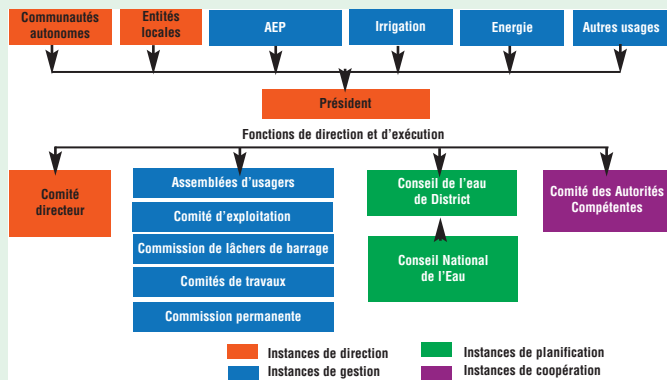 Communautés
autonomes
Entités
locales
AEP
Irrigation
Energie
Autres usages
Président
Fonctions de direction et d'exécution
Comité
directeur
Assemblées d'usagers
Comité d'exploitation
Commission de lâchers de barrage
Comités de travaux
Commission permanente
Conseil de l'eau
de District
Conseil National
de l'Eau
Comité des Autorités
Compétentes
Instances de direction
Instances de gestion
Instances de planification
Instances de coopération